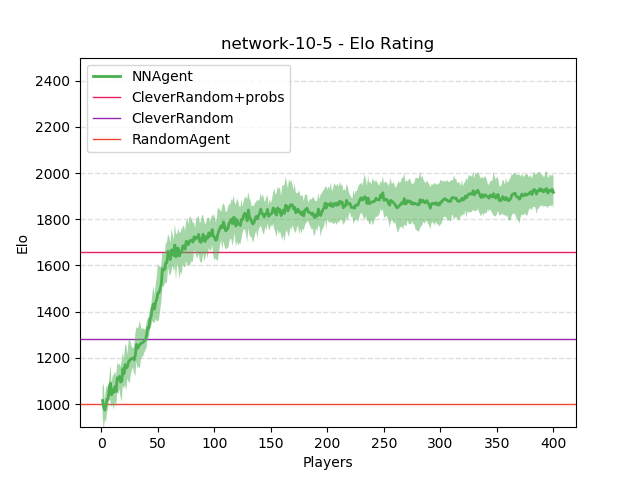 network-10-5 - Elo Rating
NNAgent
CleverRandom+probs
CleverRandom
RandomAgent
2400
2200
2000
1800
1600
1400
1200
1000
Elo
0 50 100 150 200 250 300 350 400
Players